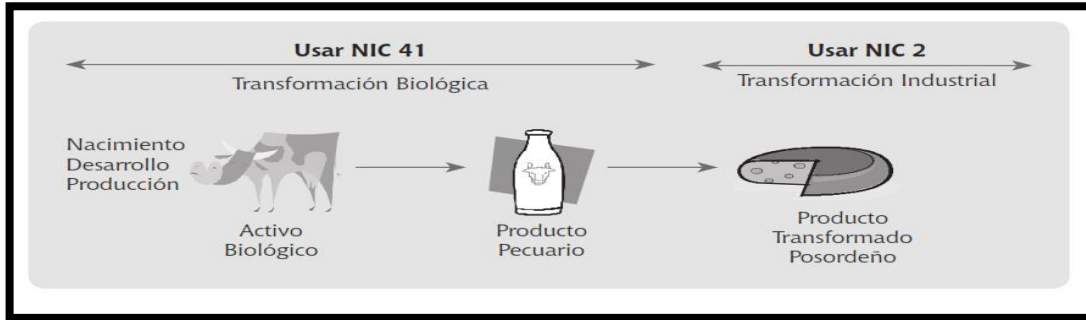 Usar NIC 41
Transformación Biológica
Usar NIC 2
Transformación Industrial
Nacimiento
Desarrollo
Producción
Activo
Biológico
Producto
Pecuario
Producto
Transformado
Posordeño